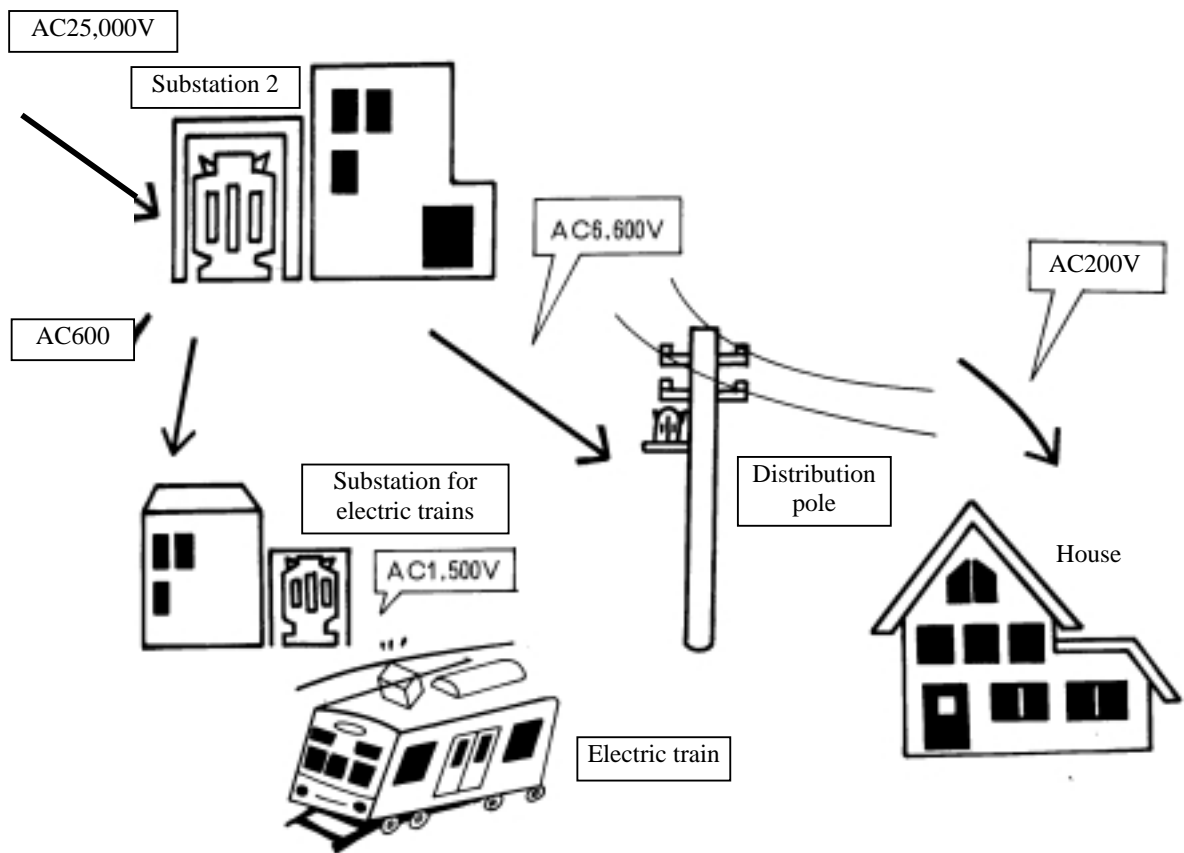 AC25,000V
Substation 2
AC6.600V
AC200V
AC600
Substation for
electric trains
Distribution
pole
House
AC1.500V
Electric train